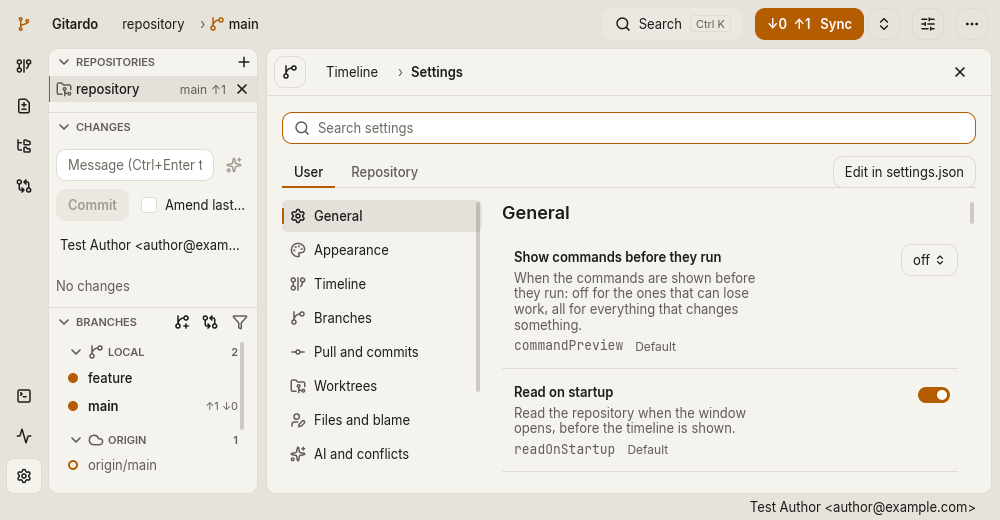 Gitardo repository › main Search Ctrl K ↓0 ↑1 Sync
REPOSITORIES
repository main ↑1
CHANGES
Message (Ctrl+Enter t
Commit Amend last...
Test Author <author@exam...
No changes
BRANCHES
LOCAL 2
feature
main ↑1 ↓0
ORIGIN 1
origin/main
Timeline › Settings
Search settings
User Repository Edit in settings.json
General
Appearance
Timeline
Branches
Pull and commits
Worktrees
Files and blame
AI and conflicts
General
Show commands before they run off
When the commands are shown before
they run: off for the ones that can lose
work, all for everything that changes
something.
commandPreview Default
Read on startup
Read the repository when the window
opens, before the timeline is shown.
readOnStartup Default
Test Author <author@example.com>